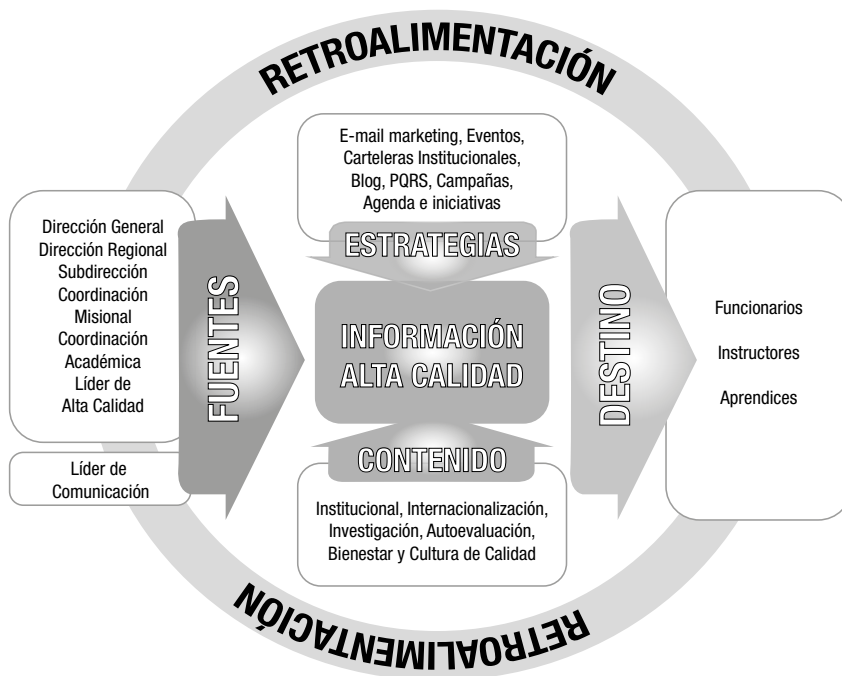 RETROALIMENTACIÓN
E-mail marketing, Eventos,
Carteleras Institucionales,
Blog, PQRS, Campañas,
Agenda e iniciativas
ESTRATEGIAS
Dirección General
Dirección Regional
Subdirección
Coordinación
Misional
Coordinación
Académica
Líder de
Alta Calidad
Líder de
Comunicación
FUENTES
INFORMACIÓN
ALTA CALIDAD
DESTINO
Funcionarios
Instructores
Aprendices
CONTENIDO
Institucional, Internacionalización,
Investigación, Autoevaluación,
Bienestar y Cultura de Calidad
RETROALIMENTACIÓN